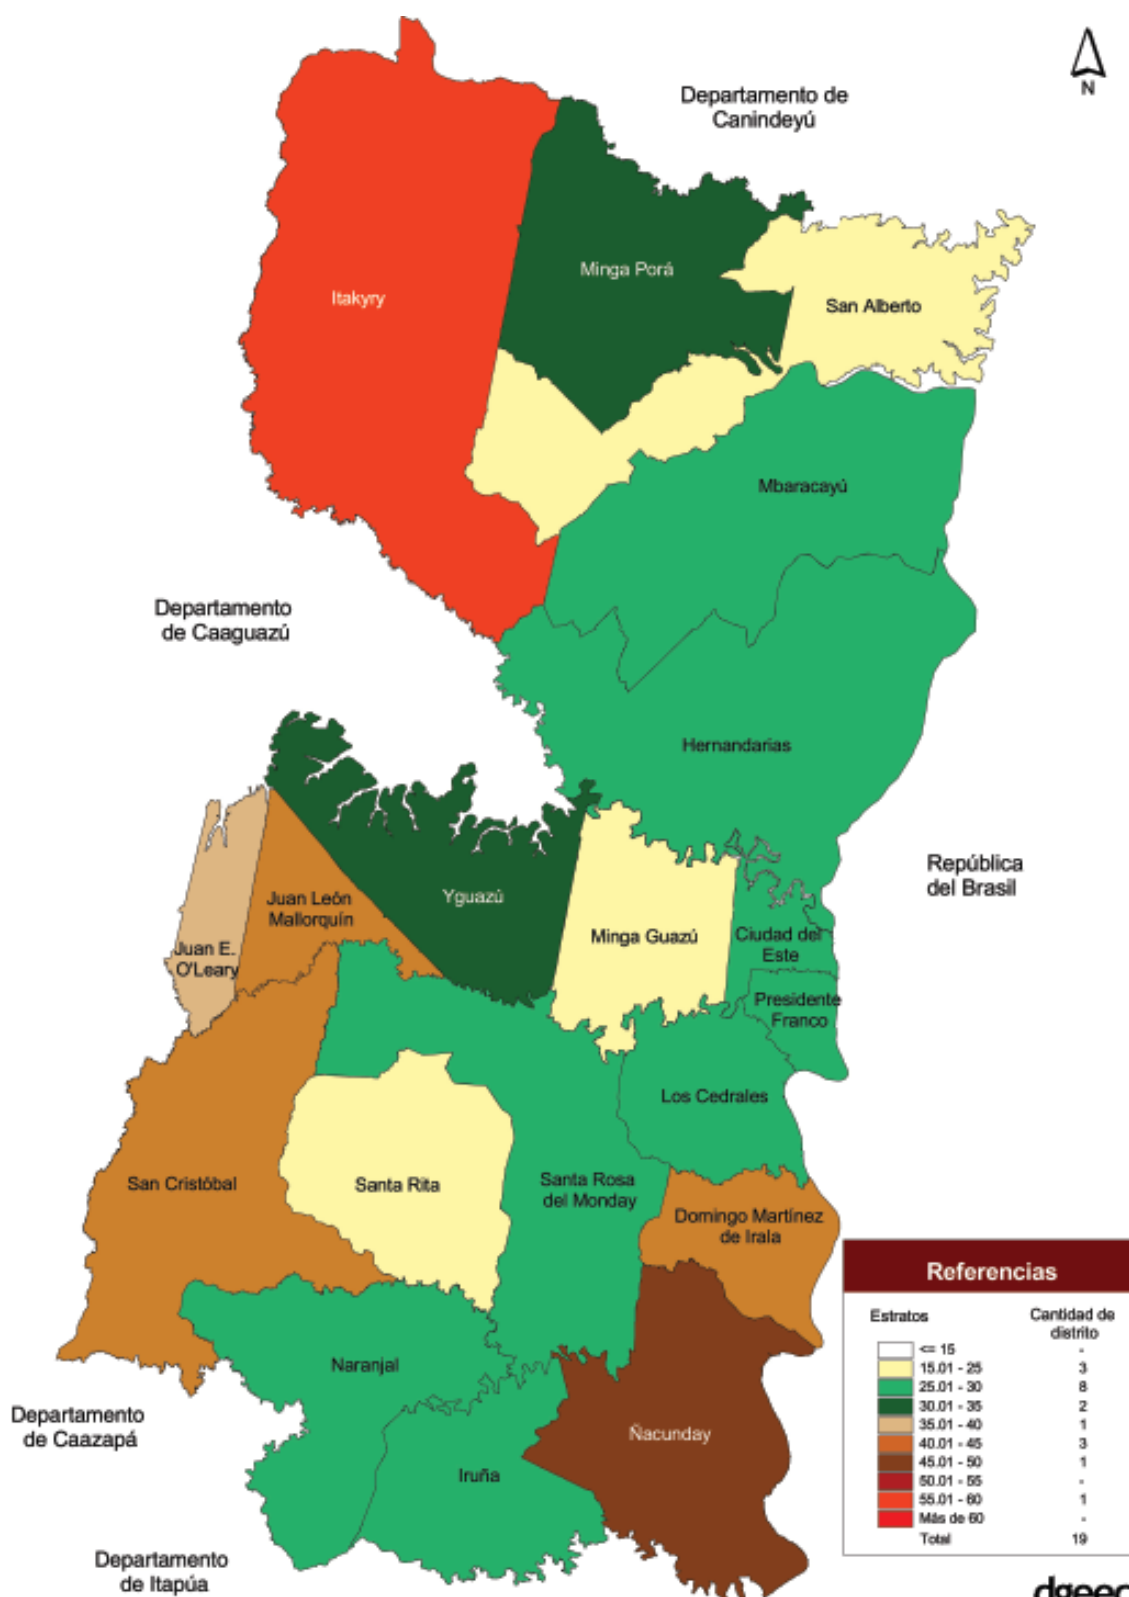 N
Departamento de
Canindeyú
Minga Porá
Itakyry
San Alberto
Mbaracayú
Departamento
de Caaguazú
Hernandarias
República
del Brasil
Yguazú
Juan León
Mallorquín
Minga Guazú
Ciudad del
Este
Juan E.
O'Leary
Presidente
Franco
Los Cedrales
San Cristóbal
Santa Rita
Santa Rosa
del Monday
Domingo Martínez
de Irala
Naranjal
Ñacunday
Iruña
Departamento
de Caazapá
Departamento
de Itapúa
Referencias
Estratos Cantidad de
distrito
<= 15 -
15.01 - 25 3
25.01 - 30 8
30.01 - 35 2
35.01 - 40 1
40.01 - 45 3
45.01 - 50 1
50.01 - 55 -
55.01 - 60 1
Más de 60 -
Total 19
dgeec